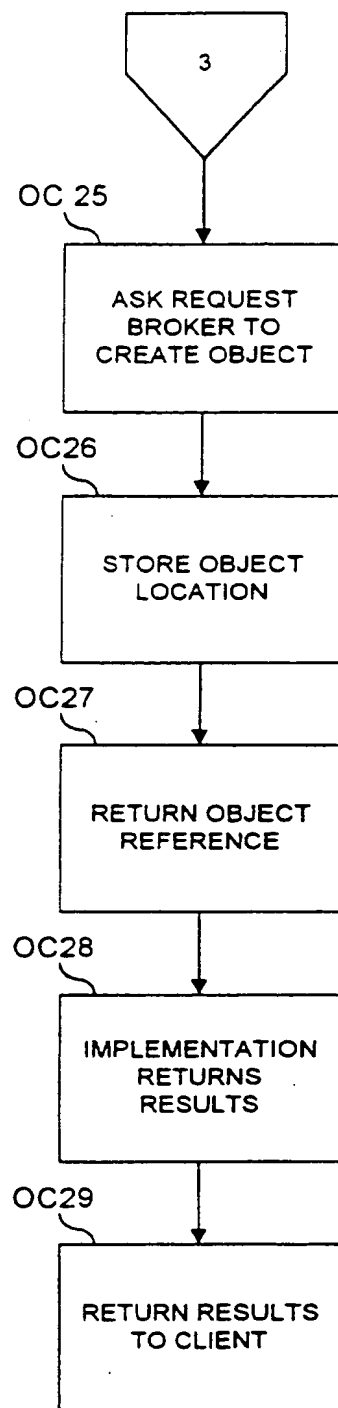 3
OC 25
ASK REQUEST
BROKER TO
CREATE OBJECT
OC26
STORE OBJECT
LOCATION
OC27
RETURN OBJECT
REFERENCE
OC28
IMPLEMENTATION
RETURNS
RESULTS
OC29
RETURN RESULTS
TO CLIENT